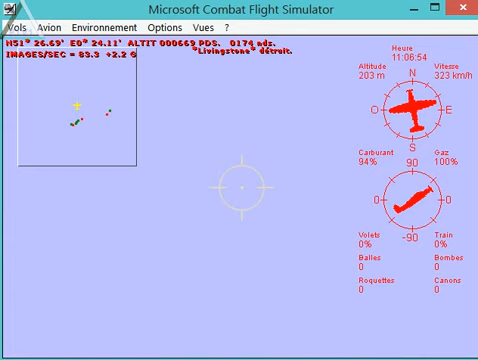 Microsoft Combat Flight Simulator
Vols Avion Environnement Options Vues ?
N51* 26.69' E0* 24.11' ALTIT 000669 PDS. 0174 nds.
"Livingstone" détruit.
IMAGES/SEC = 83.3 +2.2 G
Heure
11:06:54
Altitude Vitesse
203 m 323 km/h
N
O E
S
Carburant Gaz
94% 90 100%
0 0
-90
Volets Train
0% 0%
Balles Bombes
0 0
Roquettes Canons
0 0